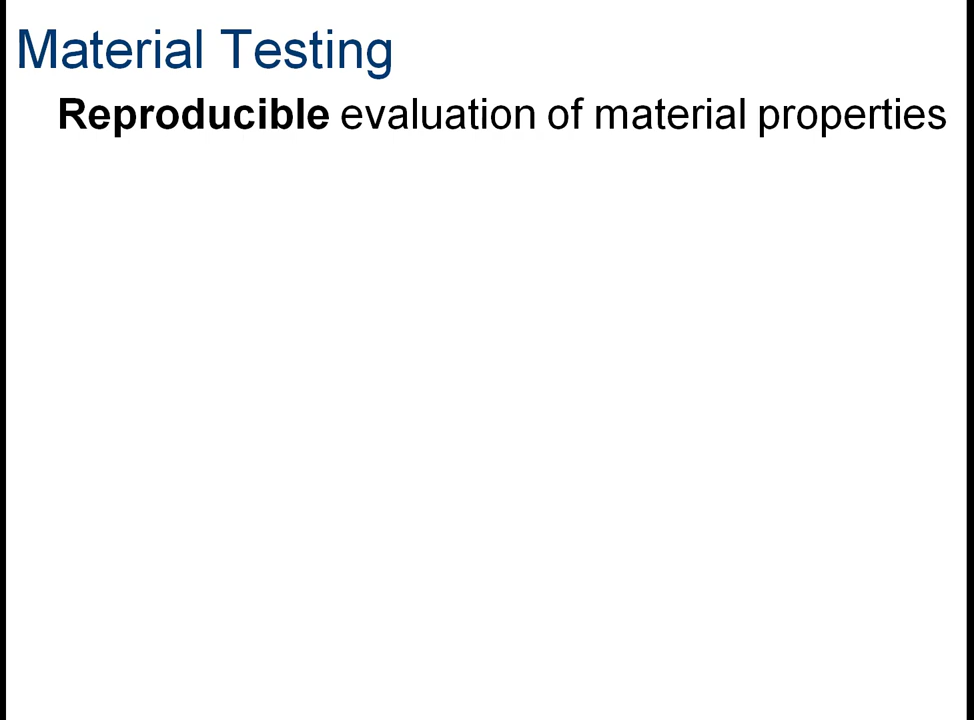 Material Testing
Reproducible evaluation of material properties